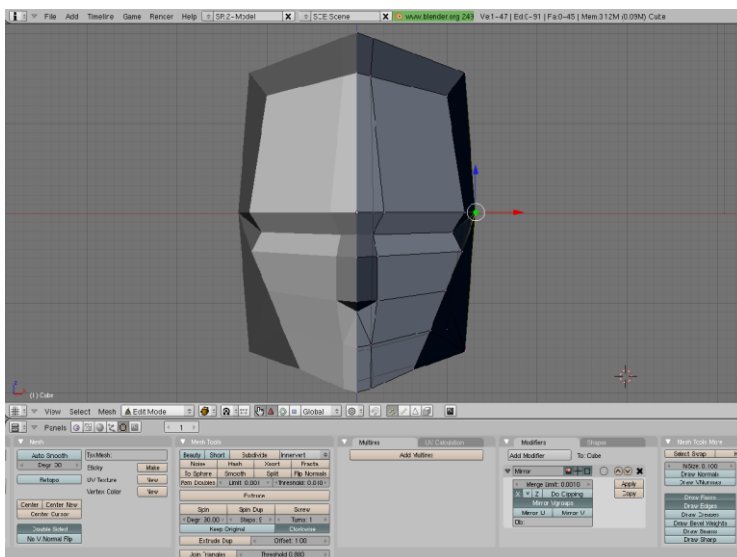 File Add Timeline Game Render Help SR:2-Model X SCE:Scene X www.blender.org 243 Ve:1-47 | Ed:0-91 | Fa:0-45 | Mem:3.12M (0.09M) Cube
(1) Cube
View Select Mesh Edit Mode Global
Panels 1
Mesh Mesh Tools Multires UV Calculation Modifiers Shapes Mesh Tools More
Auto Smooth TexMesh: Beauty Short Subdivide Innervert Add Multires Add Modifier To: Cube Select Swap
Degr: 30 Sticky Make Noise Hash Xsort Fractal Mirror NSize: 0.100
Retopo UV Texture New To Sphere Smooth Split Flip Normals Merge Limit: 0.0010 Apply Draw Normals
Vertex Color New Rem Doubles Limit: 0.001 Threshold: 0.010 X Y Z Do Clipping Copy Draw VNormals
Extrude Mirror Vgroups
Center Center New Spin Spin Dup Screw Mirror U Mirror V Draw Faces
Center Cursor Degr: 90.00 Steps: 9 Turns: 1 Ob: Draw Edges
Double Sided Keep Original Clockwise Draw Creases
No V.Normal Flip Extrude Dup Offset: 1.00 Draw Bevel Weights
Draw Seams
Join Triangles Threshold 0.800 Draw Sharp